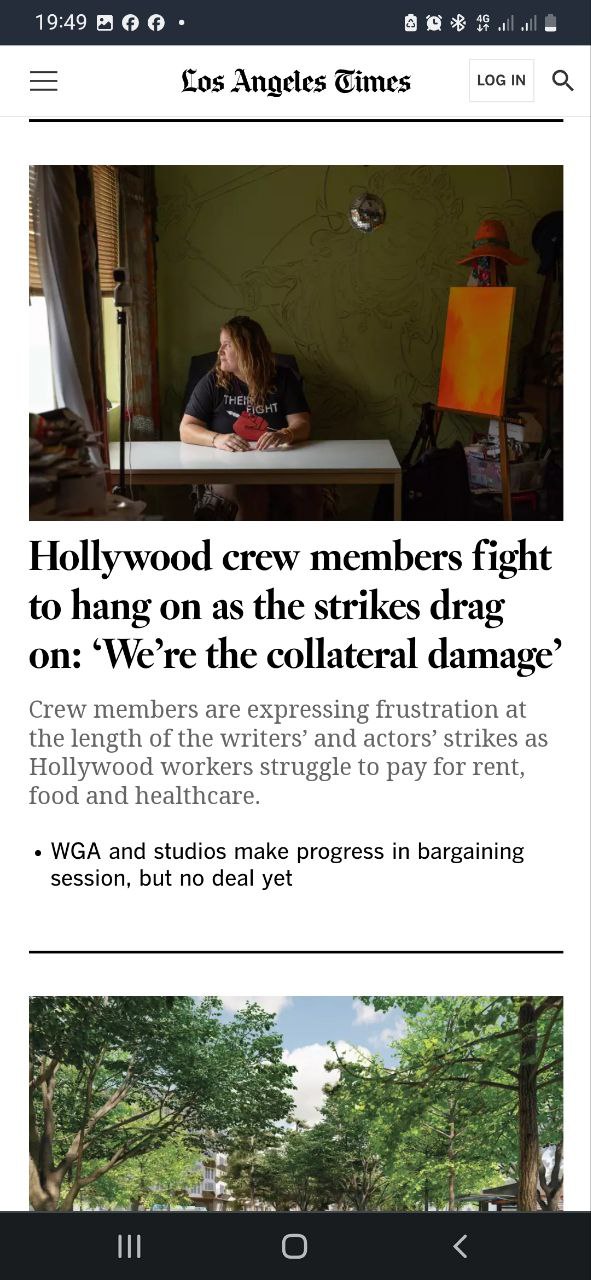 19:49
4G
Los Angeles Times
LOG IN
THEIR
FIGHT
Hollywood crew members fight
to hang on as the strikes drag
on: ‘We’re the collateral damage’
Crew members are expressing frustration at
the length of the writers’ and actors’ strikes as
Hollywood workers struggle to pay for rent,
food and healthcare.
• WGA and studios make progress in bargaining
session, but no deal yet